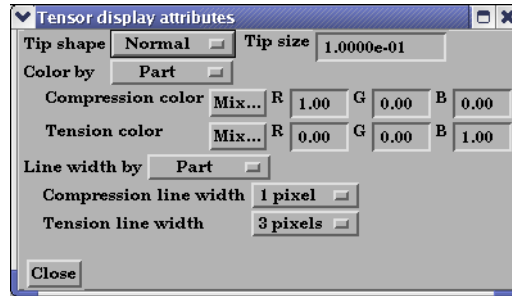 Tensor display attributes
Tip shape Normal Tip size 1.0000e-01
Color by Part
Compression color Mix... R 1.00 G 0.00 B 0.00
Tension color Mix... R 0.00 G 0.00 B 1.00
Line width by Part
Compression line width 1 pixel
Tension line width 3 pixels
Close